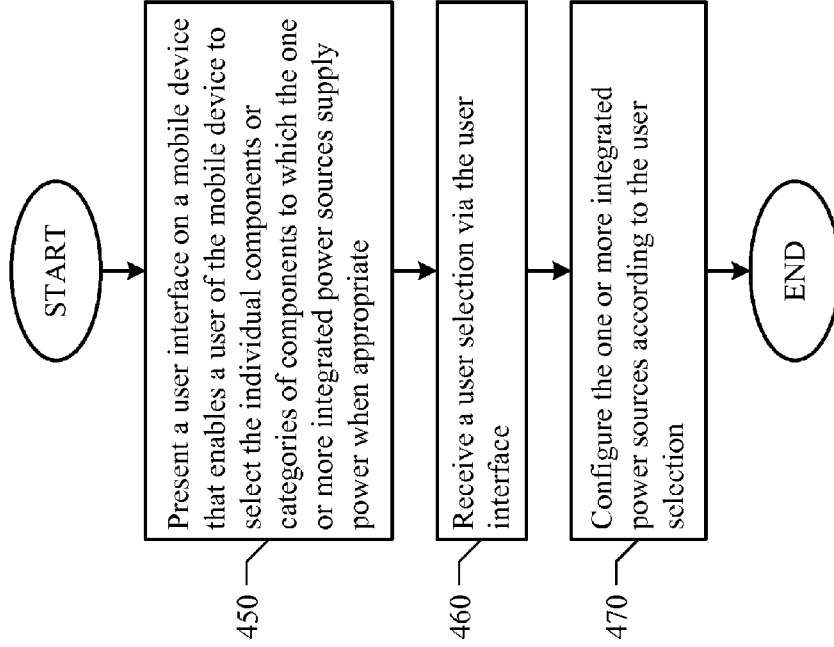 START
Present a user interface on a mobile device
that enables a user of the mobile device to
select the individual components or
categories of components to which the one
or more integrated power sources supply
power when appropriate
450
Receive a user selection via the user
interface
460
Configure the one or more integrated
power sources according to the user
selection
470
END